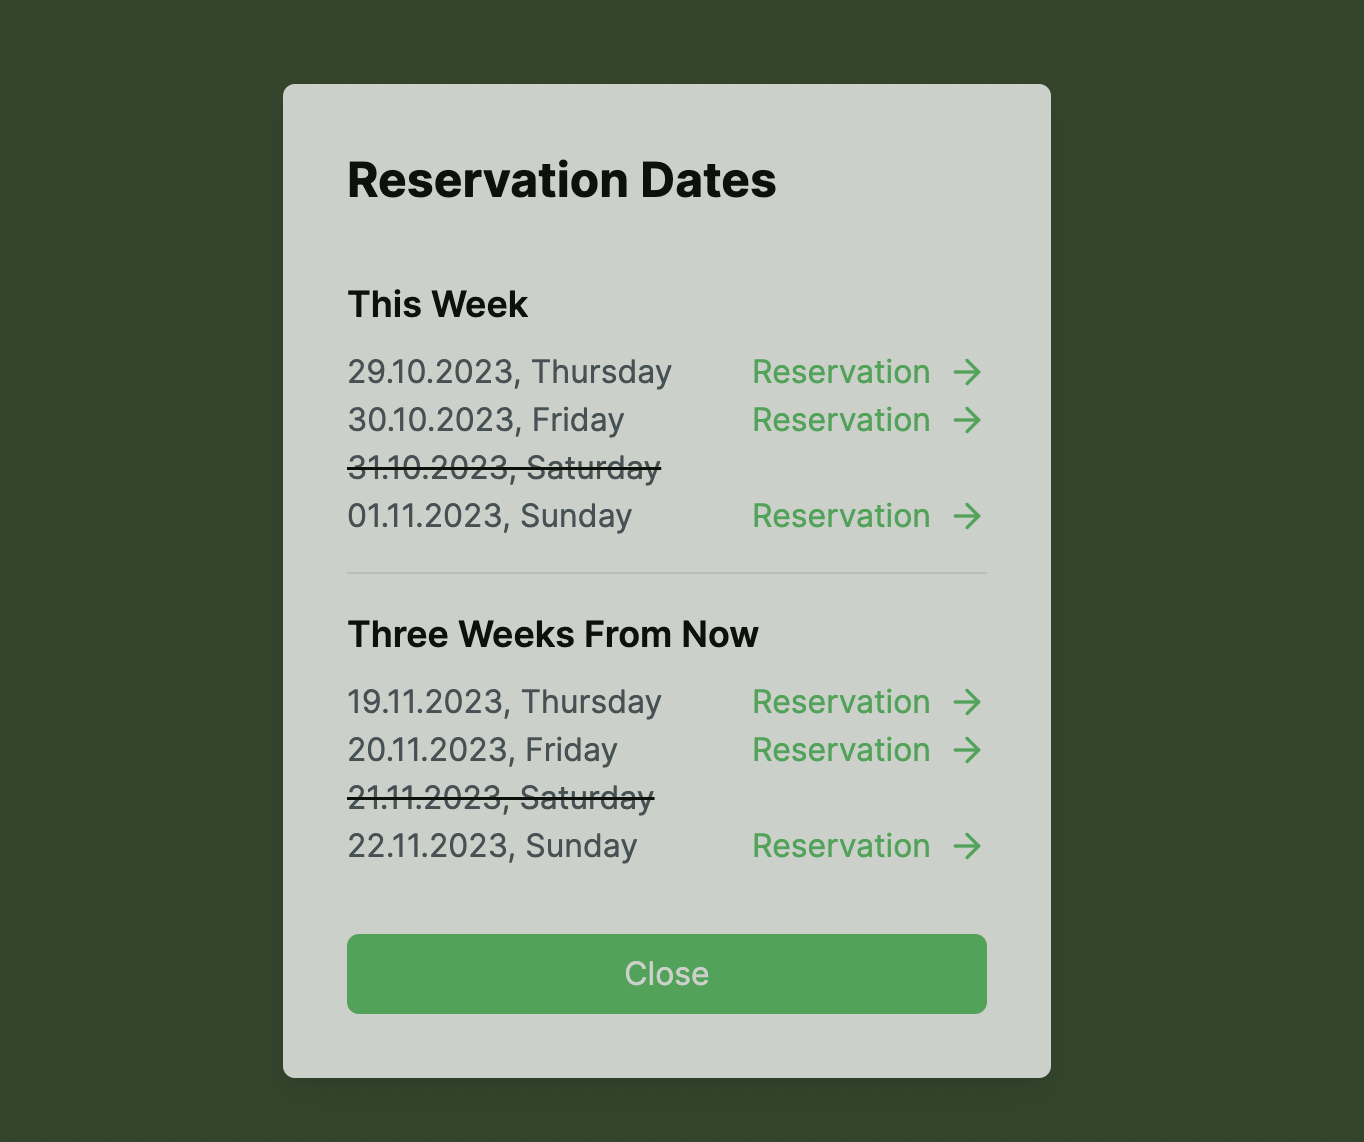 Reservation Dates
This Week
29.10.2023, Thursday Reservation →
30.10.2023, Friday Reservation →
31.10.2023, Saturday
01.11.2023, Sunday Reservation →
Three Weeks From Now
19.11.2023, Thursday Reservation →
20.11.2023, Friday Reservation →
21.11.2023, Saturday
22.11.2023, Sunday Reservation →
Close